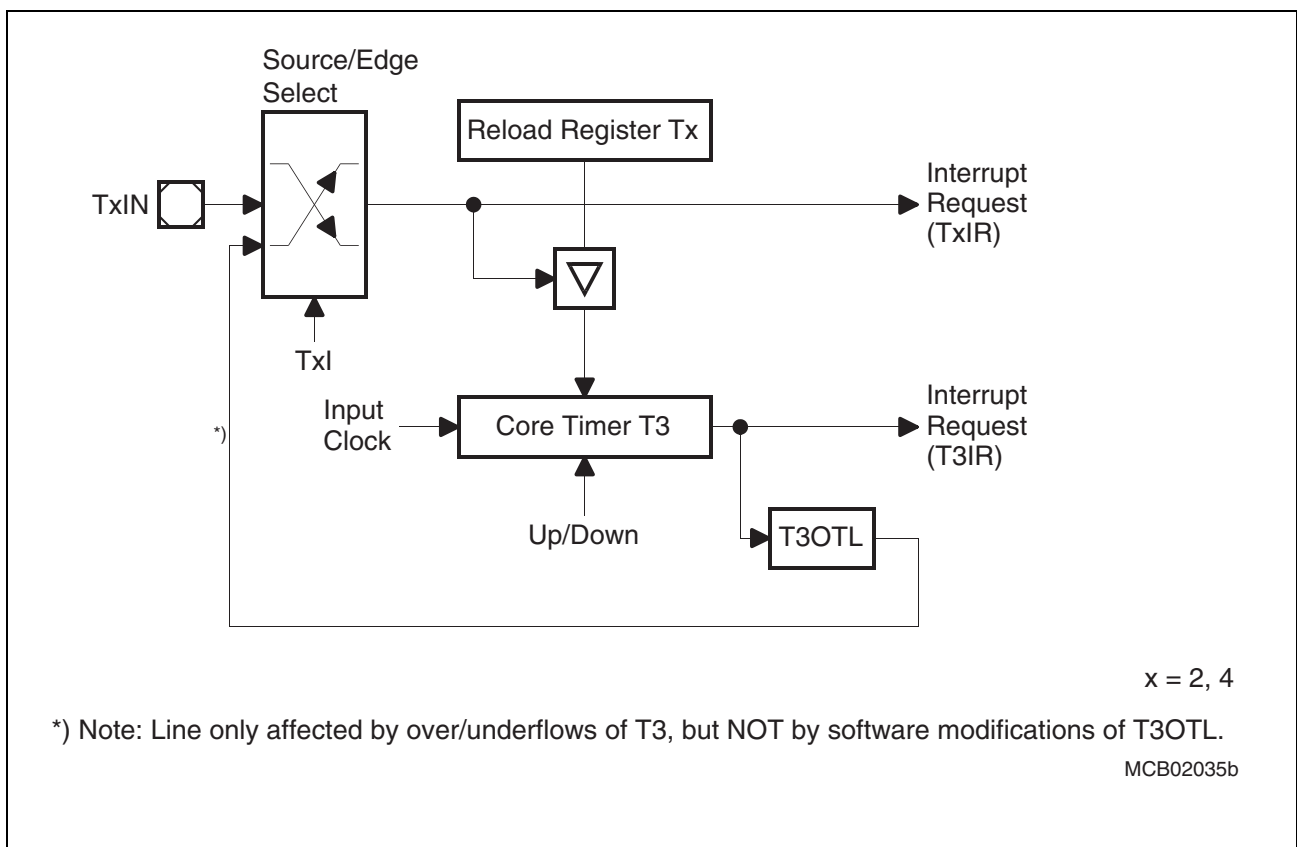 Source/Edge
Select
Reload Register Tx
TxIN
Interrupt
Request
(TxIR)
TxI
Input
Clock
Core Timer T3
Interrupt
Request
(T3IR)
*)
Up/Down
T3OTL
x = 2, 4
*) Note: Line only affected by over/underflows of T3, but NOT by software modifications of T3OTL.
MCB02035b